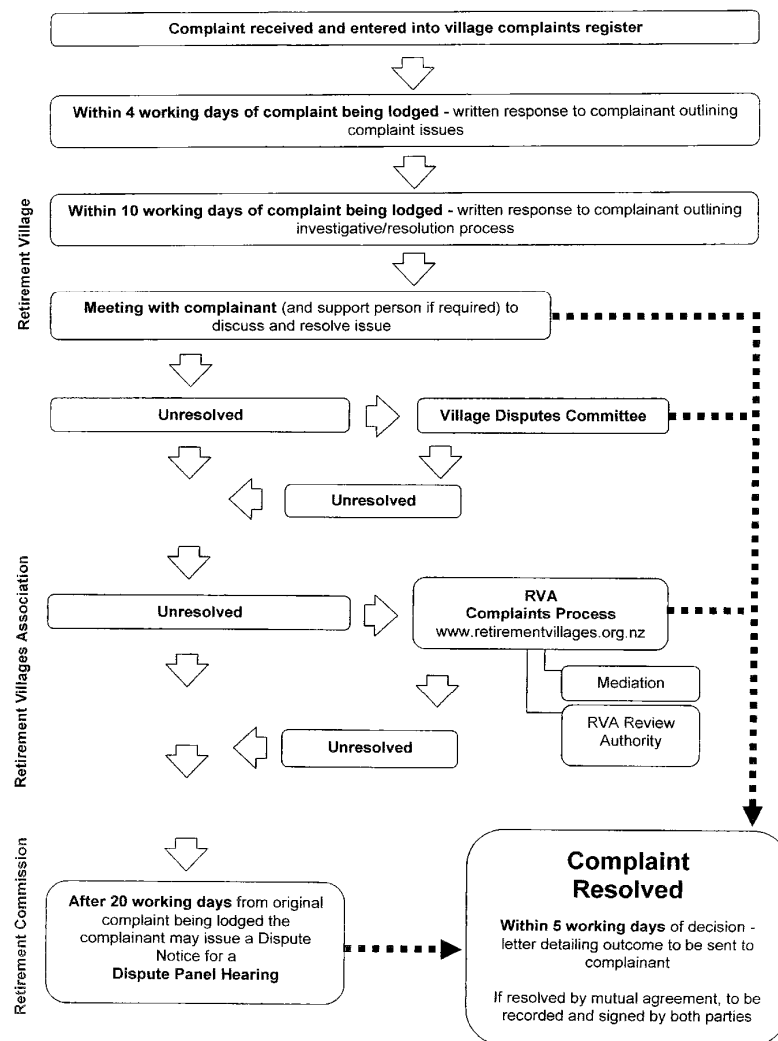 Complaint received and entered into village complaints register
Within 4 working days of complaint being lodged - written response to complainant outlining
complaint issues
Within 10 working days of complaint being lodged - written response to complainant outlining
investigative/resolution process
Retirement Village
Meeting with complainant (and support person if required) to
discuss and resolve issue
Unresolved
Village Disputes Committee
Unresolved
Retirement Villages Association
Unresolved
RVA
Complaints Process
www.retirementvillages.org.nz
Mediation
RVA Review
Authority
Unresolved
Retirement Commission
After 20 working days from original
complaint being lodged the
complainant may issue a Dispute
Notice for a
Dispute Panel Hearing
Complaint
Resolved
Within 5 working days of decision -
letter detailing outcome to be sent to
complainant
If resolved by mutual agreement, to be
recorded and signed by both parties